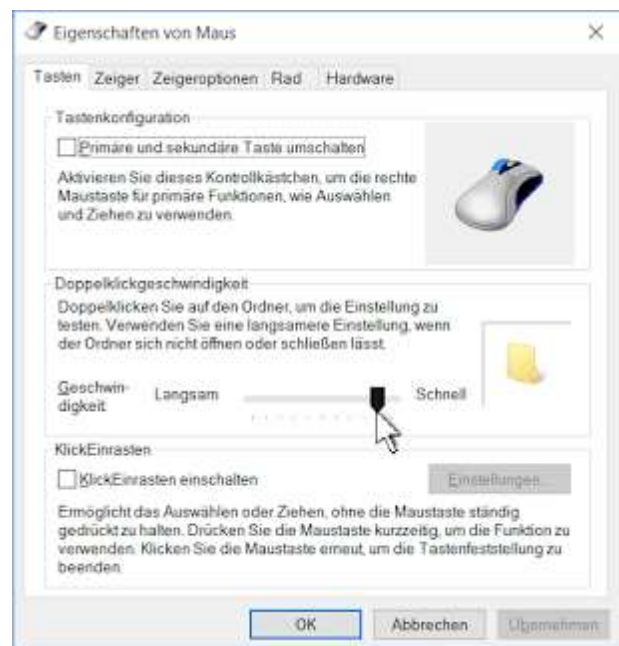 Eigenschaften von Maus
Tasten Zeiger Zeigeroptionen Rad Hardware
Tastenkonfiguration
Primäre und sekundäre Taste umschalten
Aktivieren Sie dieses Kontrollkästchen, um die rechte
Maustaste für primäre Funktionen, wie Auswählen
und Ziehen zu verwenden.
Doppelklickgeschwindigkeit
Doppelklicken Sie auf den Ordner, um die Einstellung zu
testen. Verwenden Sie eine langsamere Einstellung, wenn
der Ordner sich nicht öffnen oder schließen lässt.
Geschwin-
digkeit
Langsam
Schnell
KlickEinrasten
KlickEinrasten einschalten
Einstellungen...
Ermöglicht das Auswählen oder Ziehen, ohne die Maustaste ständig
gedrückt zu halten. Drücken Sie die Maustaste kurzzeitig, um die Funktion zu
verwenden. Klicken Sie die Maustaste erneut, um die Tastenfeststellung zu
beenden.
OK Abbrechen Übernehmen